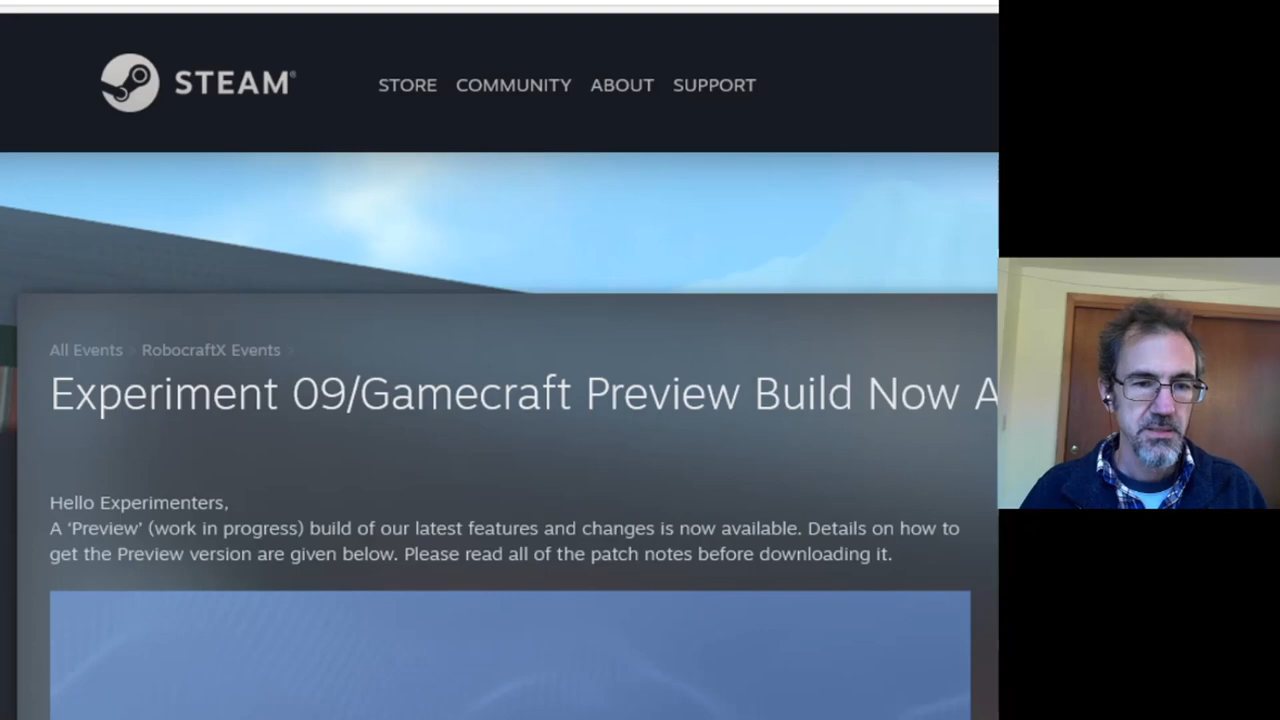 STEAM®
STORE COMMUNITY ABOUT SUPPORT
All Events > RobocraftX Events >
Experiment 09/Gamecraft Preview Build Now A
Hello Experimenters,
A ‘Preview’ (work in progress) build of our latest features and changes is now available. Details on how to
get the Preview version are given below. Please read all of the patch notes before downloading it.